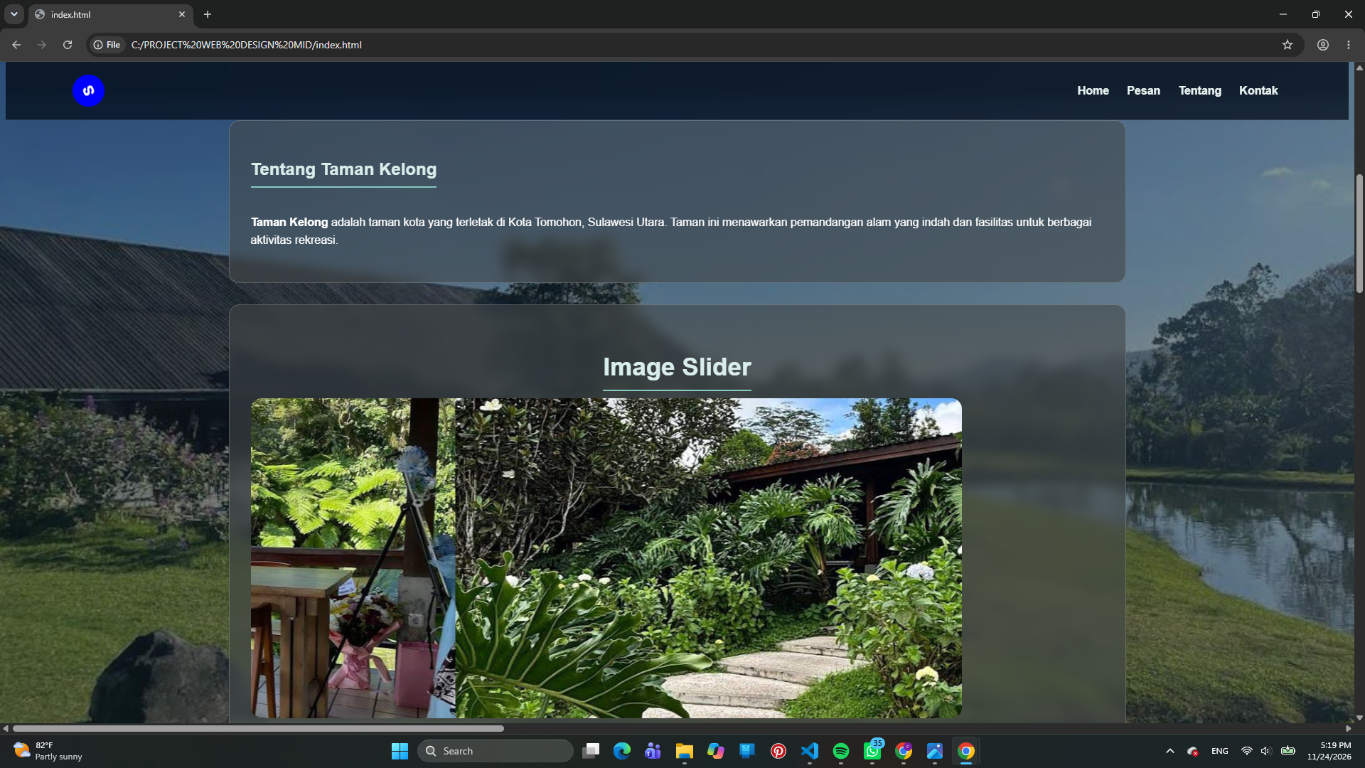 index.html
File
C:/PROJECT%20WEB%20DESIGN%20MID/index.html
Home
Pesan
Tentang
Kontak
Tentang Taman Kelong
Taman Kelong adalah taman kota yang terletak di Kota Tomohon, Sulawesi Utara. Taman ini menawarkan pemandangan alam yang indah dan fasilitas untuk berbagai
aktivitas rekreasi.
Image Slider
82°F
Partly sunny
Search
35
ENG
5:19 PM
11/24/2026